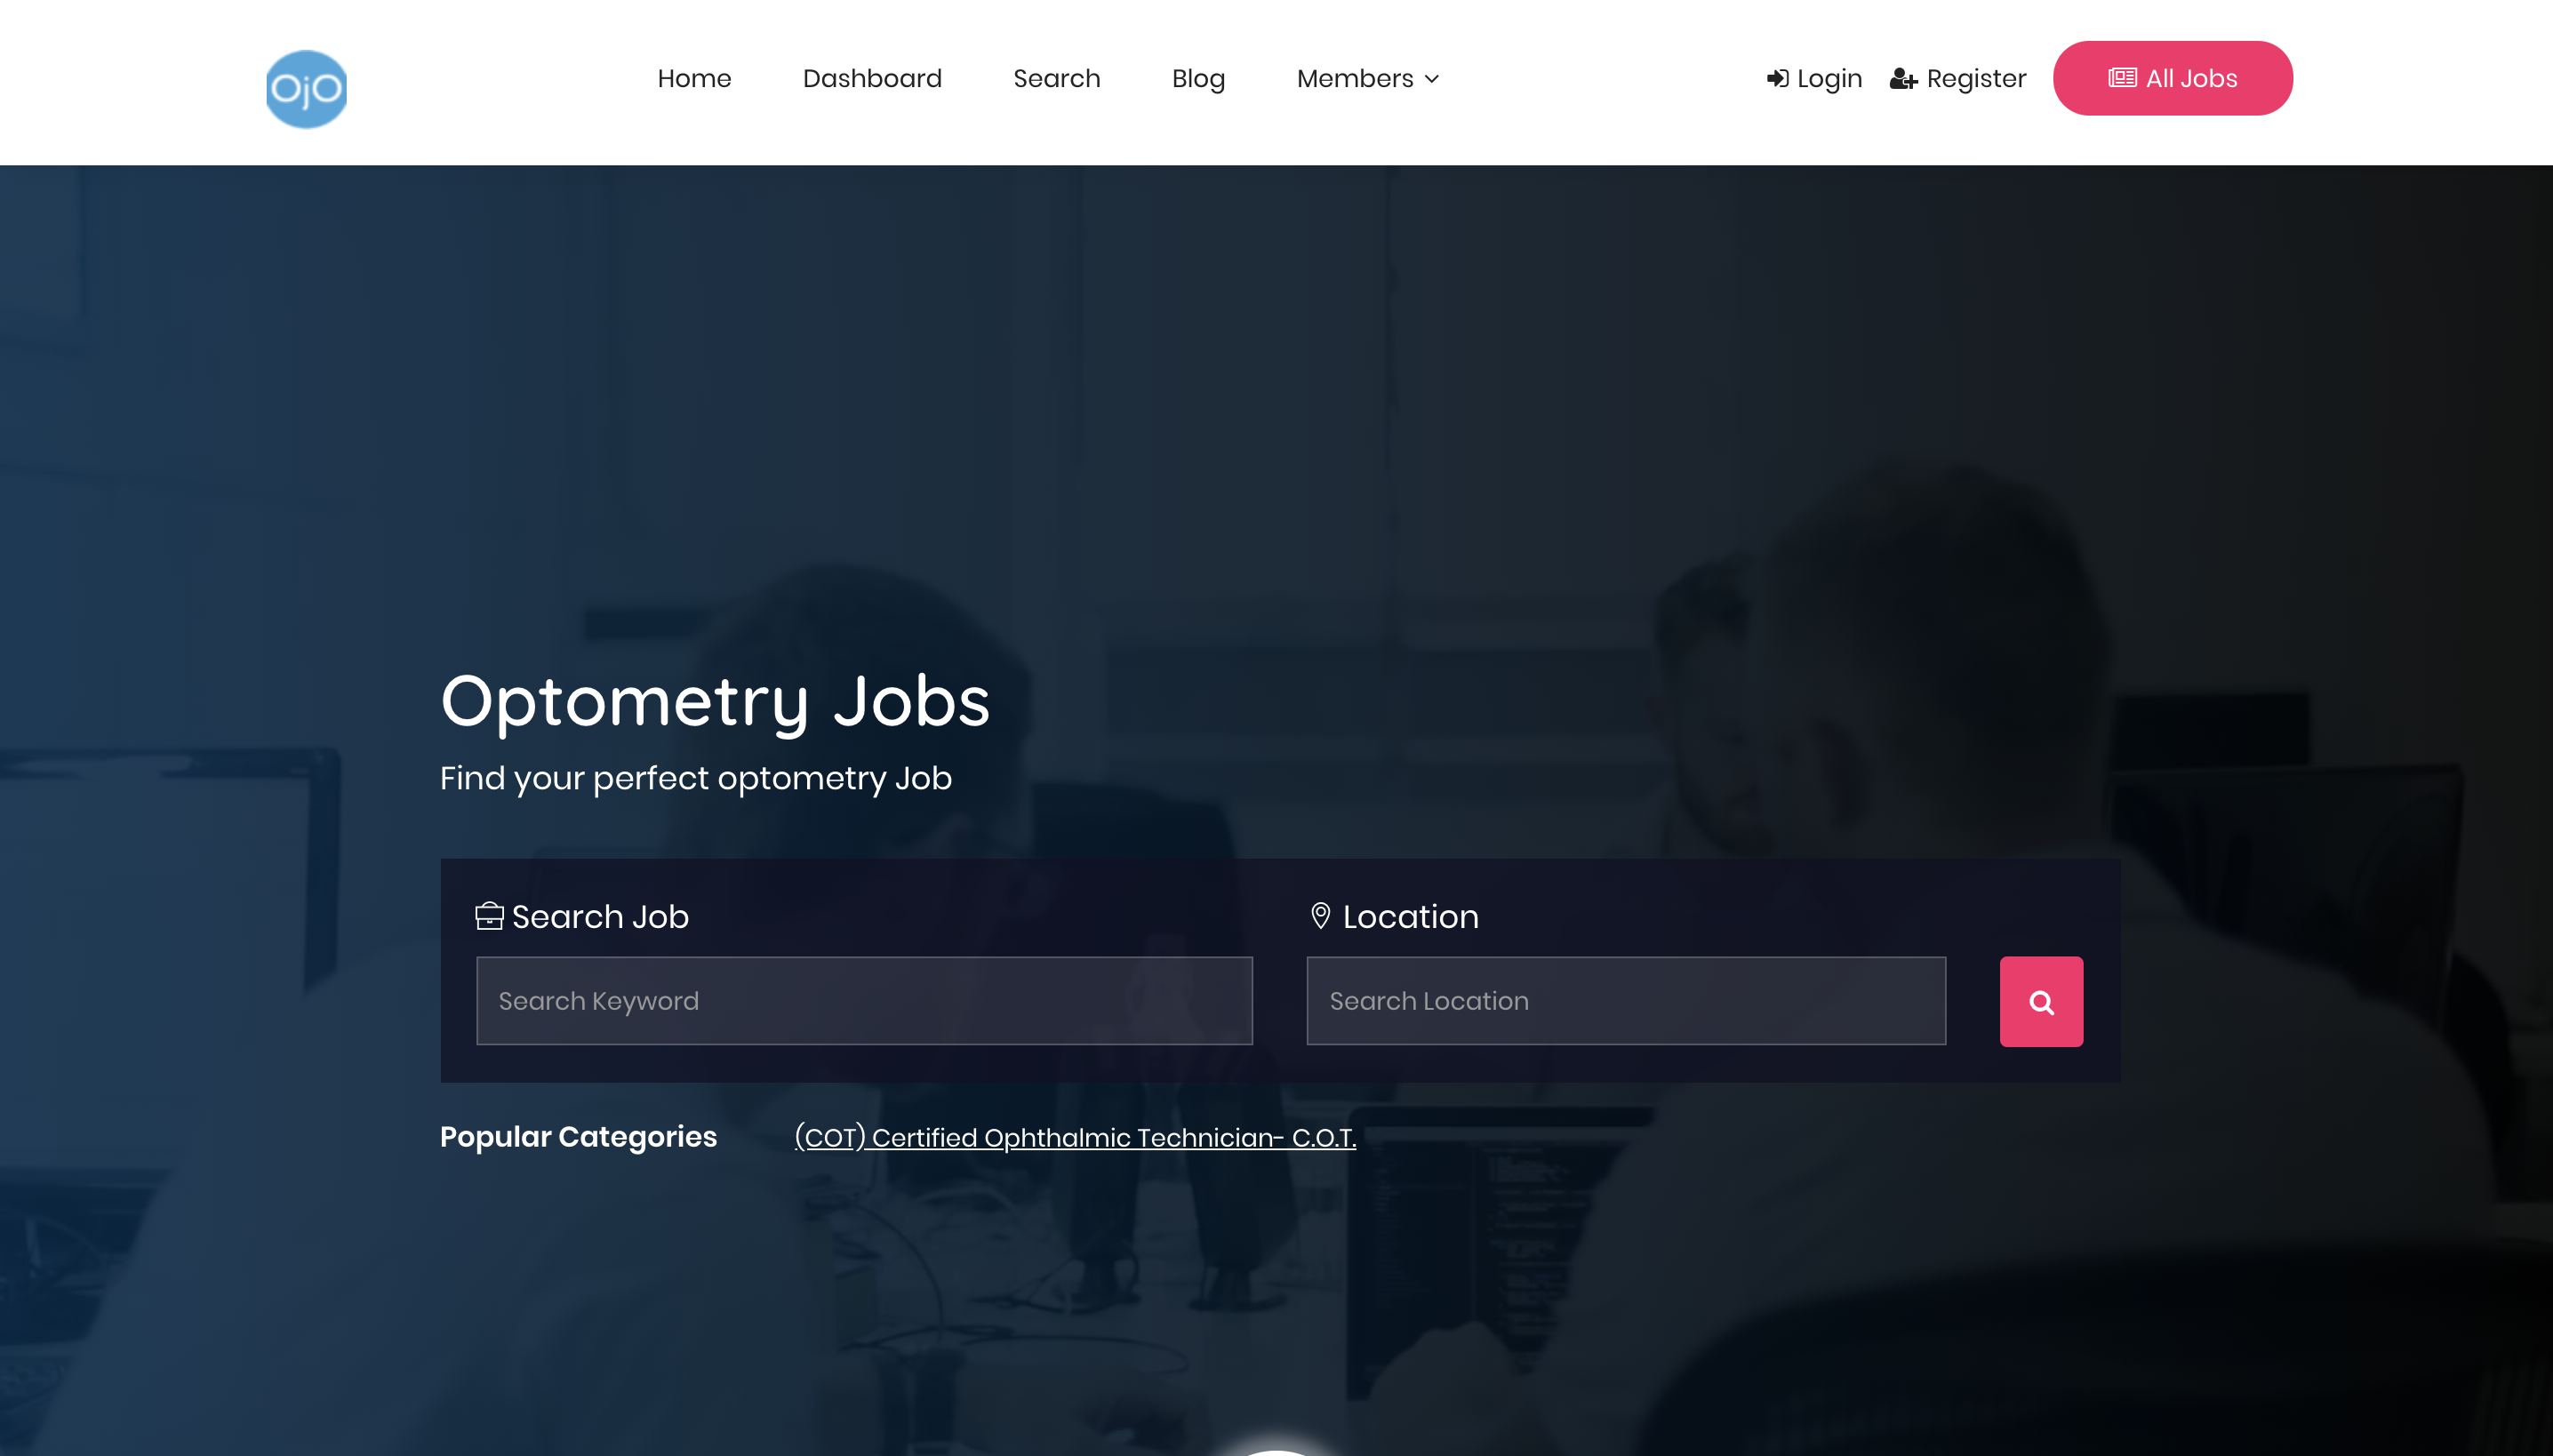 OjO
Home Dashboard Search Blog Members Login Register All Jobs
Optometry Jobs
Find your perfect optometry Job
Search Job Location
Search Keyword Search Location
Popular Categories (COT) Certified Ophthalmic Technician- C.O.T.